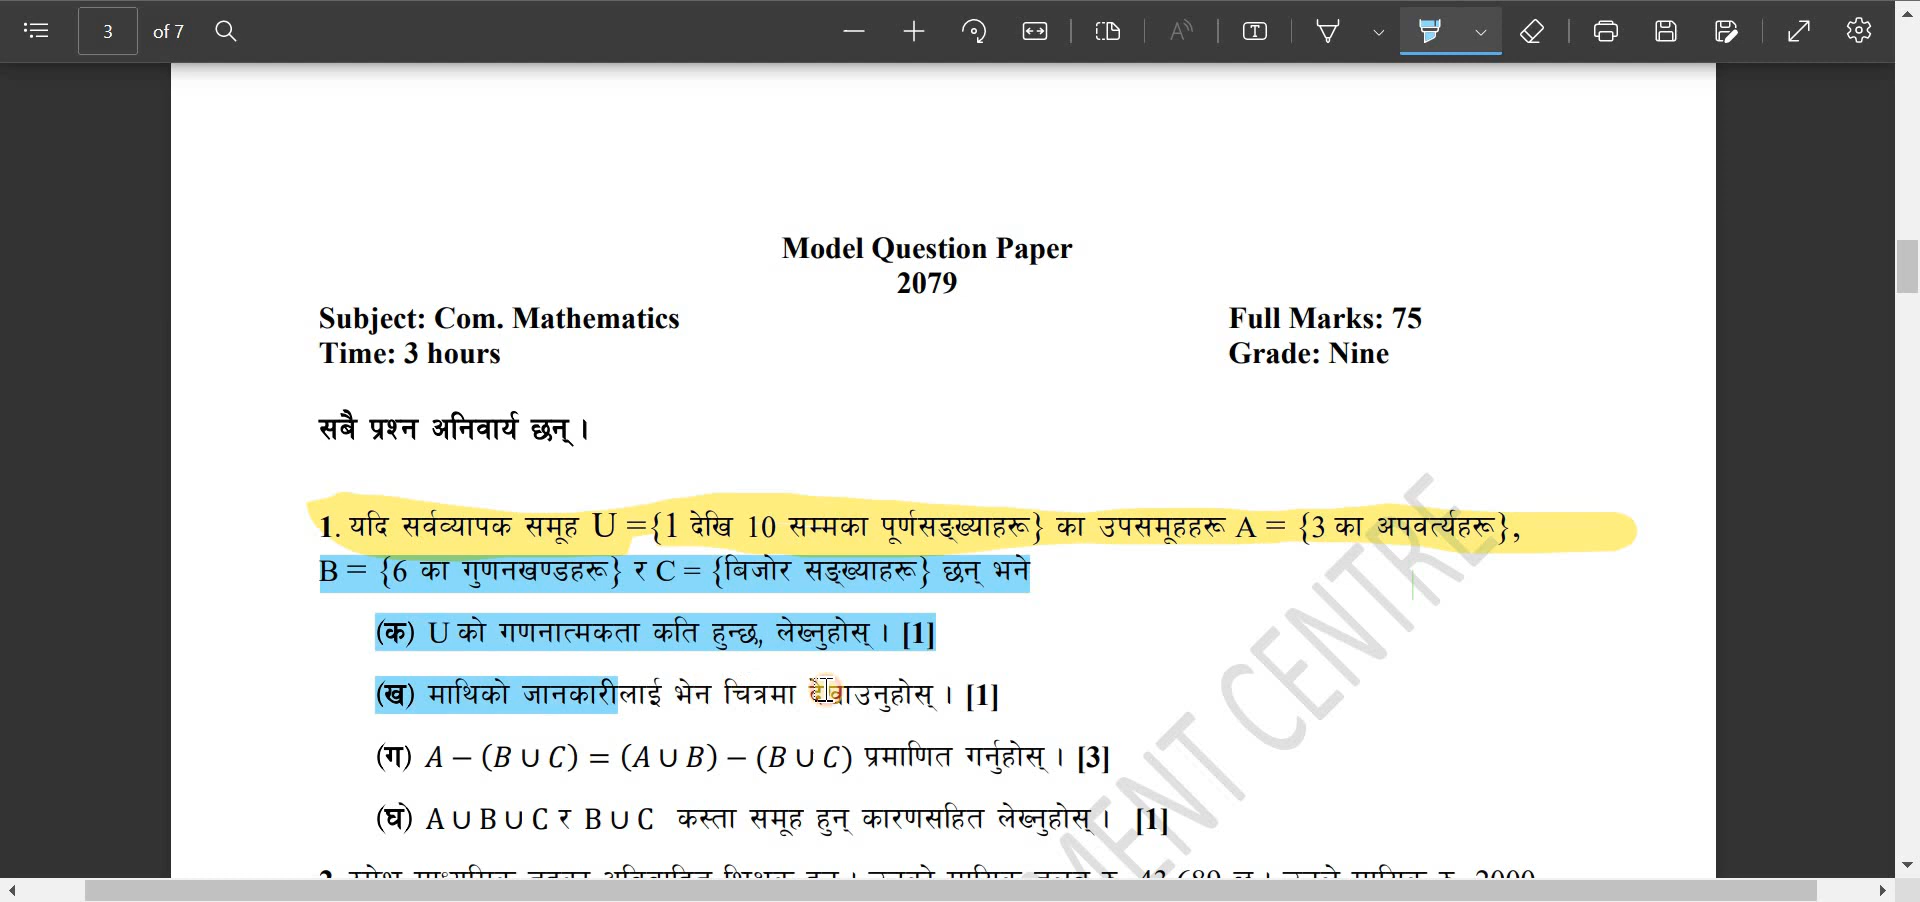 3 of 7
Model Question Paper
2079
Subject: Com. Mathematics Full Marks: 75
Time: 3 hours Grade: Nine
सबै प्रश्न अनिवार्य छन् ।
1. यदि सर्वव्यापक समूह U ={1 देखि 10 सम्मका पूर्णसङ्ख्याहरू} का उपसमूहहरू A = {3 का अपवर्त्यहरू},
B = {6 का गुणनखण्डहरू} र C = {बिजोर सङ्ख्याहरू} छन् भने
(क) U को गणनात्मकता कति हुन्छ, लेख्नुहोस् । [1]
(ख) माथिको जानकारीलाई भेन चित्रमा देखाउनुहोस् । [1]
(ग) A − (B ∪ C) = (A ∪ B) − (B ∪ C) प्रमाणित गर्नुहोस् । [3]
(घ) A ∪ B ∪ C र B ∪ C कस्ता समूह हुन् कारणसहित लेख्नुहोस् । [1]
MENT CENTRE